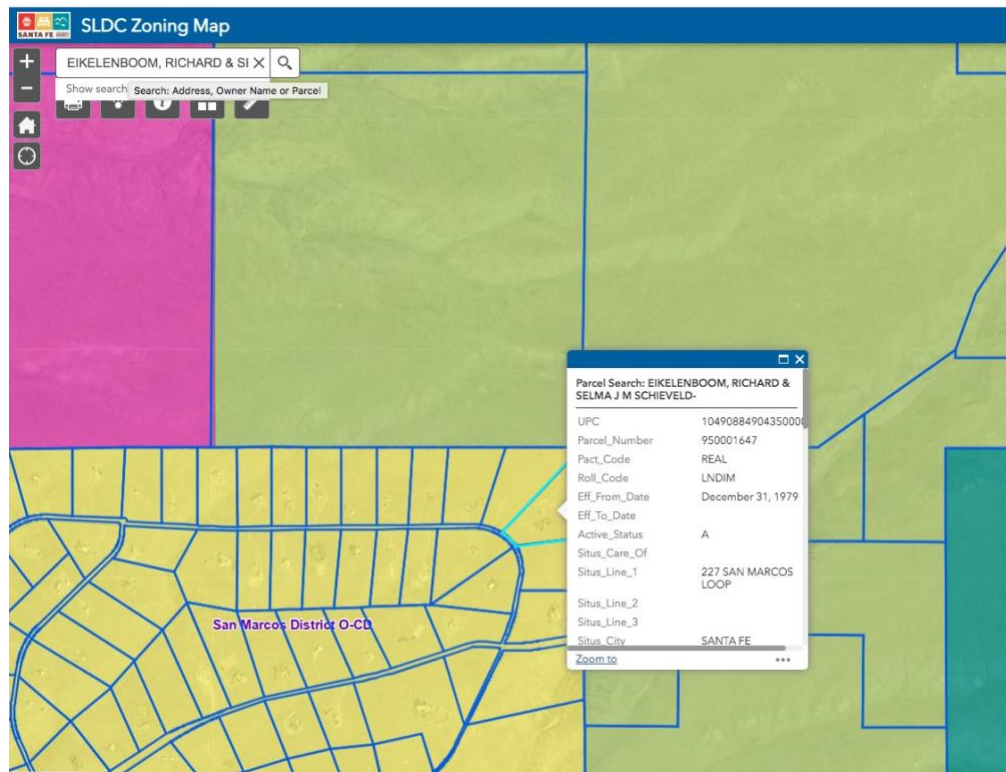 SANTA FE
SLDC Zoning Map
EIKELENBOOM, RICHARD & SI
Show search
Search: Address, Owner Name or Parcel
Parcel Search: EIKELENBOOM, RICHARD &
SELMA J M SCHIEVELD-
UPC 10490884904350000
Parcel_Number 950001647
Pact_Code REAL
Roll_Code LNDIM
Eff_From_Date December 31, 1979
Eff_To_Date
Active_Status A
Situs_Care_Of
Situs_Line_1 227 SAN MARCOS
LOOP
Situs_Line_2
Situs_Line_3
Situs_City SANTA FE
Zoom to
San Marcos District O-CD